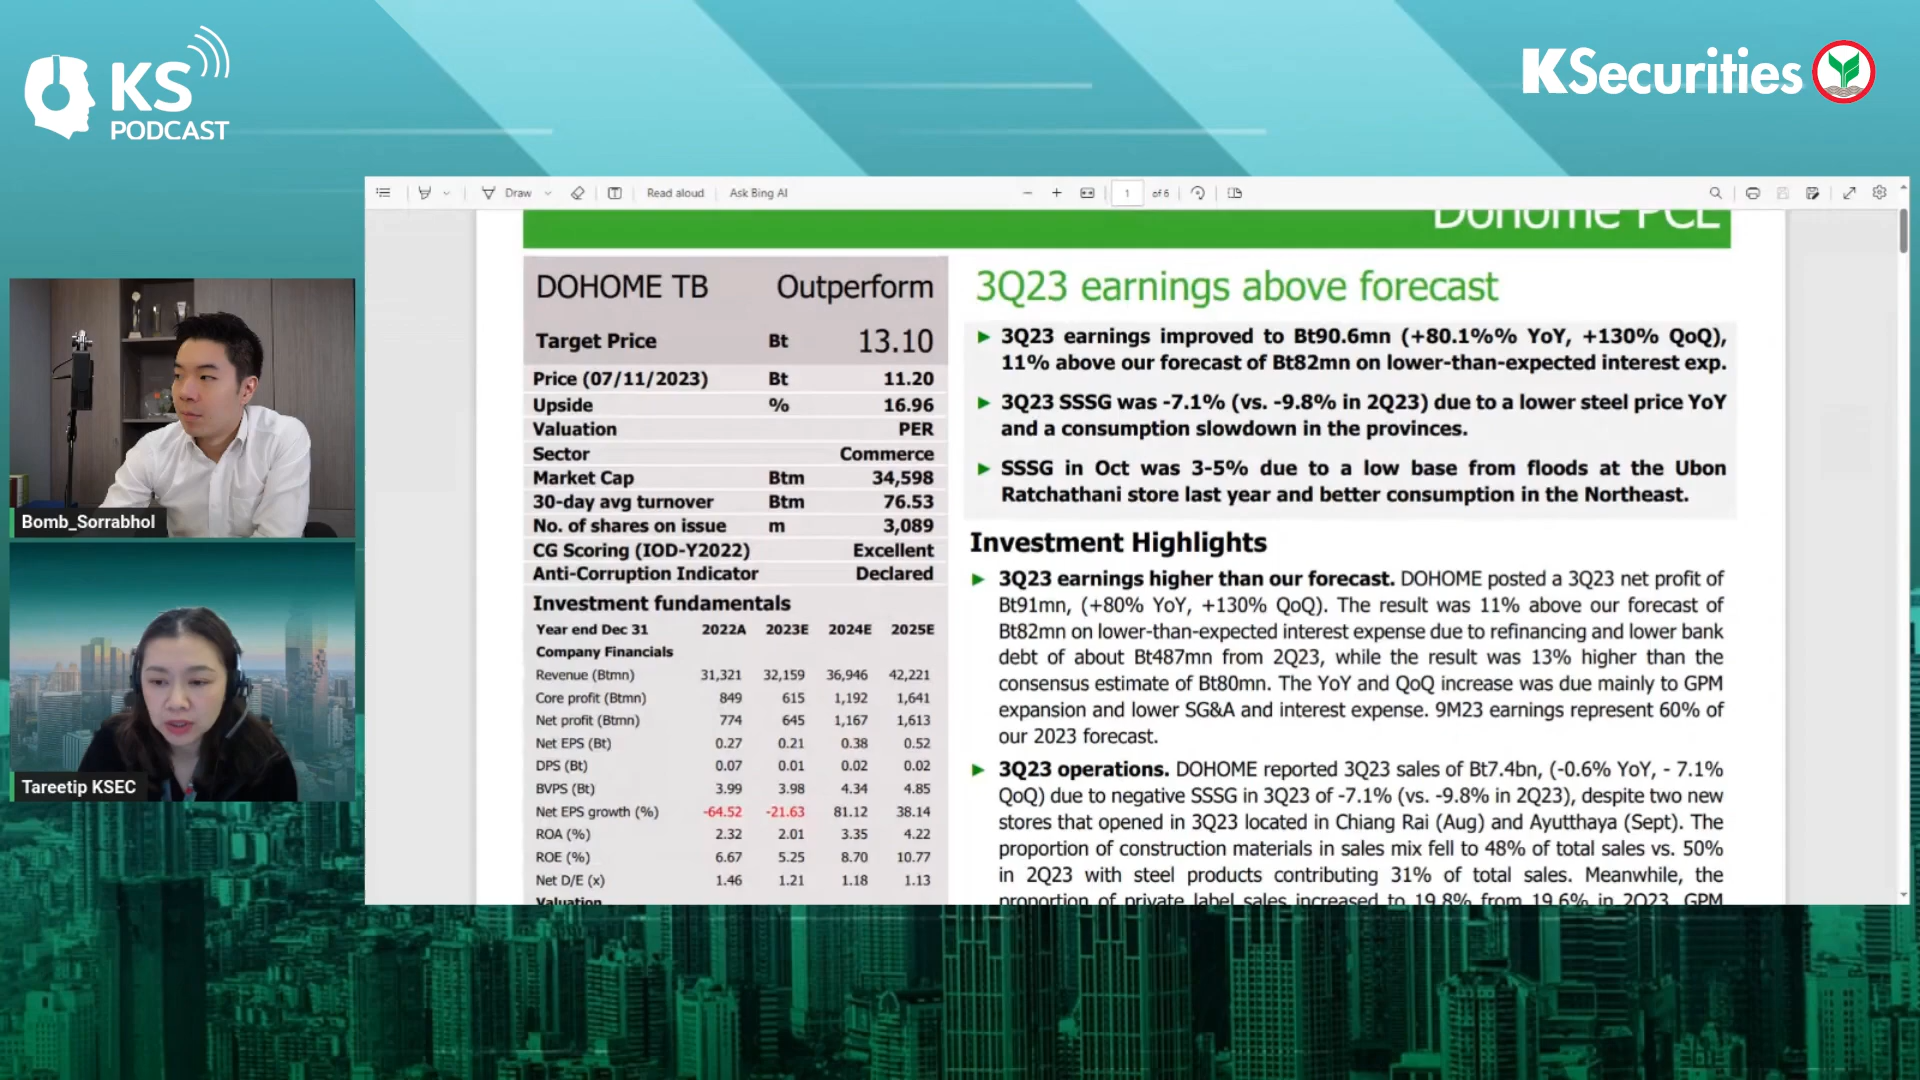 KS
PODCAST
KSecurities
Draw
Read aloud
Ask Bing AI
1
of 6
Dohome PCL
DOHOME TB Outperform
Target Price Bt 13.10
Price (07/11/2023) Bt 11.20
Upside % 16.96
Valuation PER
Sector Commerce
Market Cap Btm 34,598
30-day avg turnover Btm 76.53
No. of shares on issue m 3,089
CG Scoring (IOD-Y2022) Excellent
Anti-Corruption Indicator Declared
Investment fundamentals
Year end Dec 31 2022A 2023E 2024E 2025E
Company Financials
Revenue (Btmn) 31,321 32,159 36,946 42,221
Core profit (Btmn) 849 615 1,192 1,641
Net profit (Btmn) 774 645 1,167 1,613
Net EPS (Bt) 0.27 0.21 0.38 0.52
DPS (Bt) 0.07 0.01 0.02 0.02
BVPS (Bt) 3.99 3.98 4.34 4.85
Net EPS growth (%) -64.52 -21.63 81.12 38.14
ROA (%) 2.32 2.01 3.35 4.22
ROE (%) 6.67 5.25 8.70 10.77
Net D/E (x) 1.46 1.21 1.18 1.13
Valuation
3Q23 earnings above forecast
3Q23 earnings improved to Bt90.6mn (+80.1%% YoY, +130% QoQ),
11% above our forecast of Bt82mn on lower-than-expected interest exp.
3Q23 SSSG was -7.1% (vs. -9.8% in 2Q23) due to a lower steel price YoY
and a consumption slowdown in the provinces.
SSSG in Oct was 3-5% due to a low base from floods at the Ubon
Ratchathani store last year and better consumption in the Northeast.
Investment Highlights
3Q23 earnings higher than our forecast. DOHOME posted a 3Q23 net profit of
Bt91mn, (+80% YoY, +130% QoQ). The result was 11% above our forecast of
Bt82mn on lower-than-expected interest expense due to refinancing and lower bank
debt of about Bt487mn from 2Q23, while the result was 13% higher than the
consensus estimate of Bt80mn. The YoY and QoQ increase was due mainly to GPM
expansion and lower SG&A and interest expense. 9M23 earnings represent 60% of
our 2023 forecast.
3Q23 operations. DOHOME reported 3Q23 sales of Bt7.4bn, (-0.6% YoY, - 7.1%
QoQ) due to negative SSSG in 3Q23 of -7.1% (vs. -9.8% in 2Q23), despite two new
stores that opened in 3Q23 located in Chiang Rai (Aug) and Ayutthaya (Sept). The
proportion of construction materials in sales mix fell to 48% of total sales vs. 50%
in 2Q23 with steel products contributing 31% of total sales. Meanwhile, the
proportion of private label sales increased to 19.8% from 19.6% in 2Q23. GPM
Bomb_Sorrabhol
Tareetip KSEC